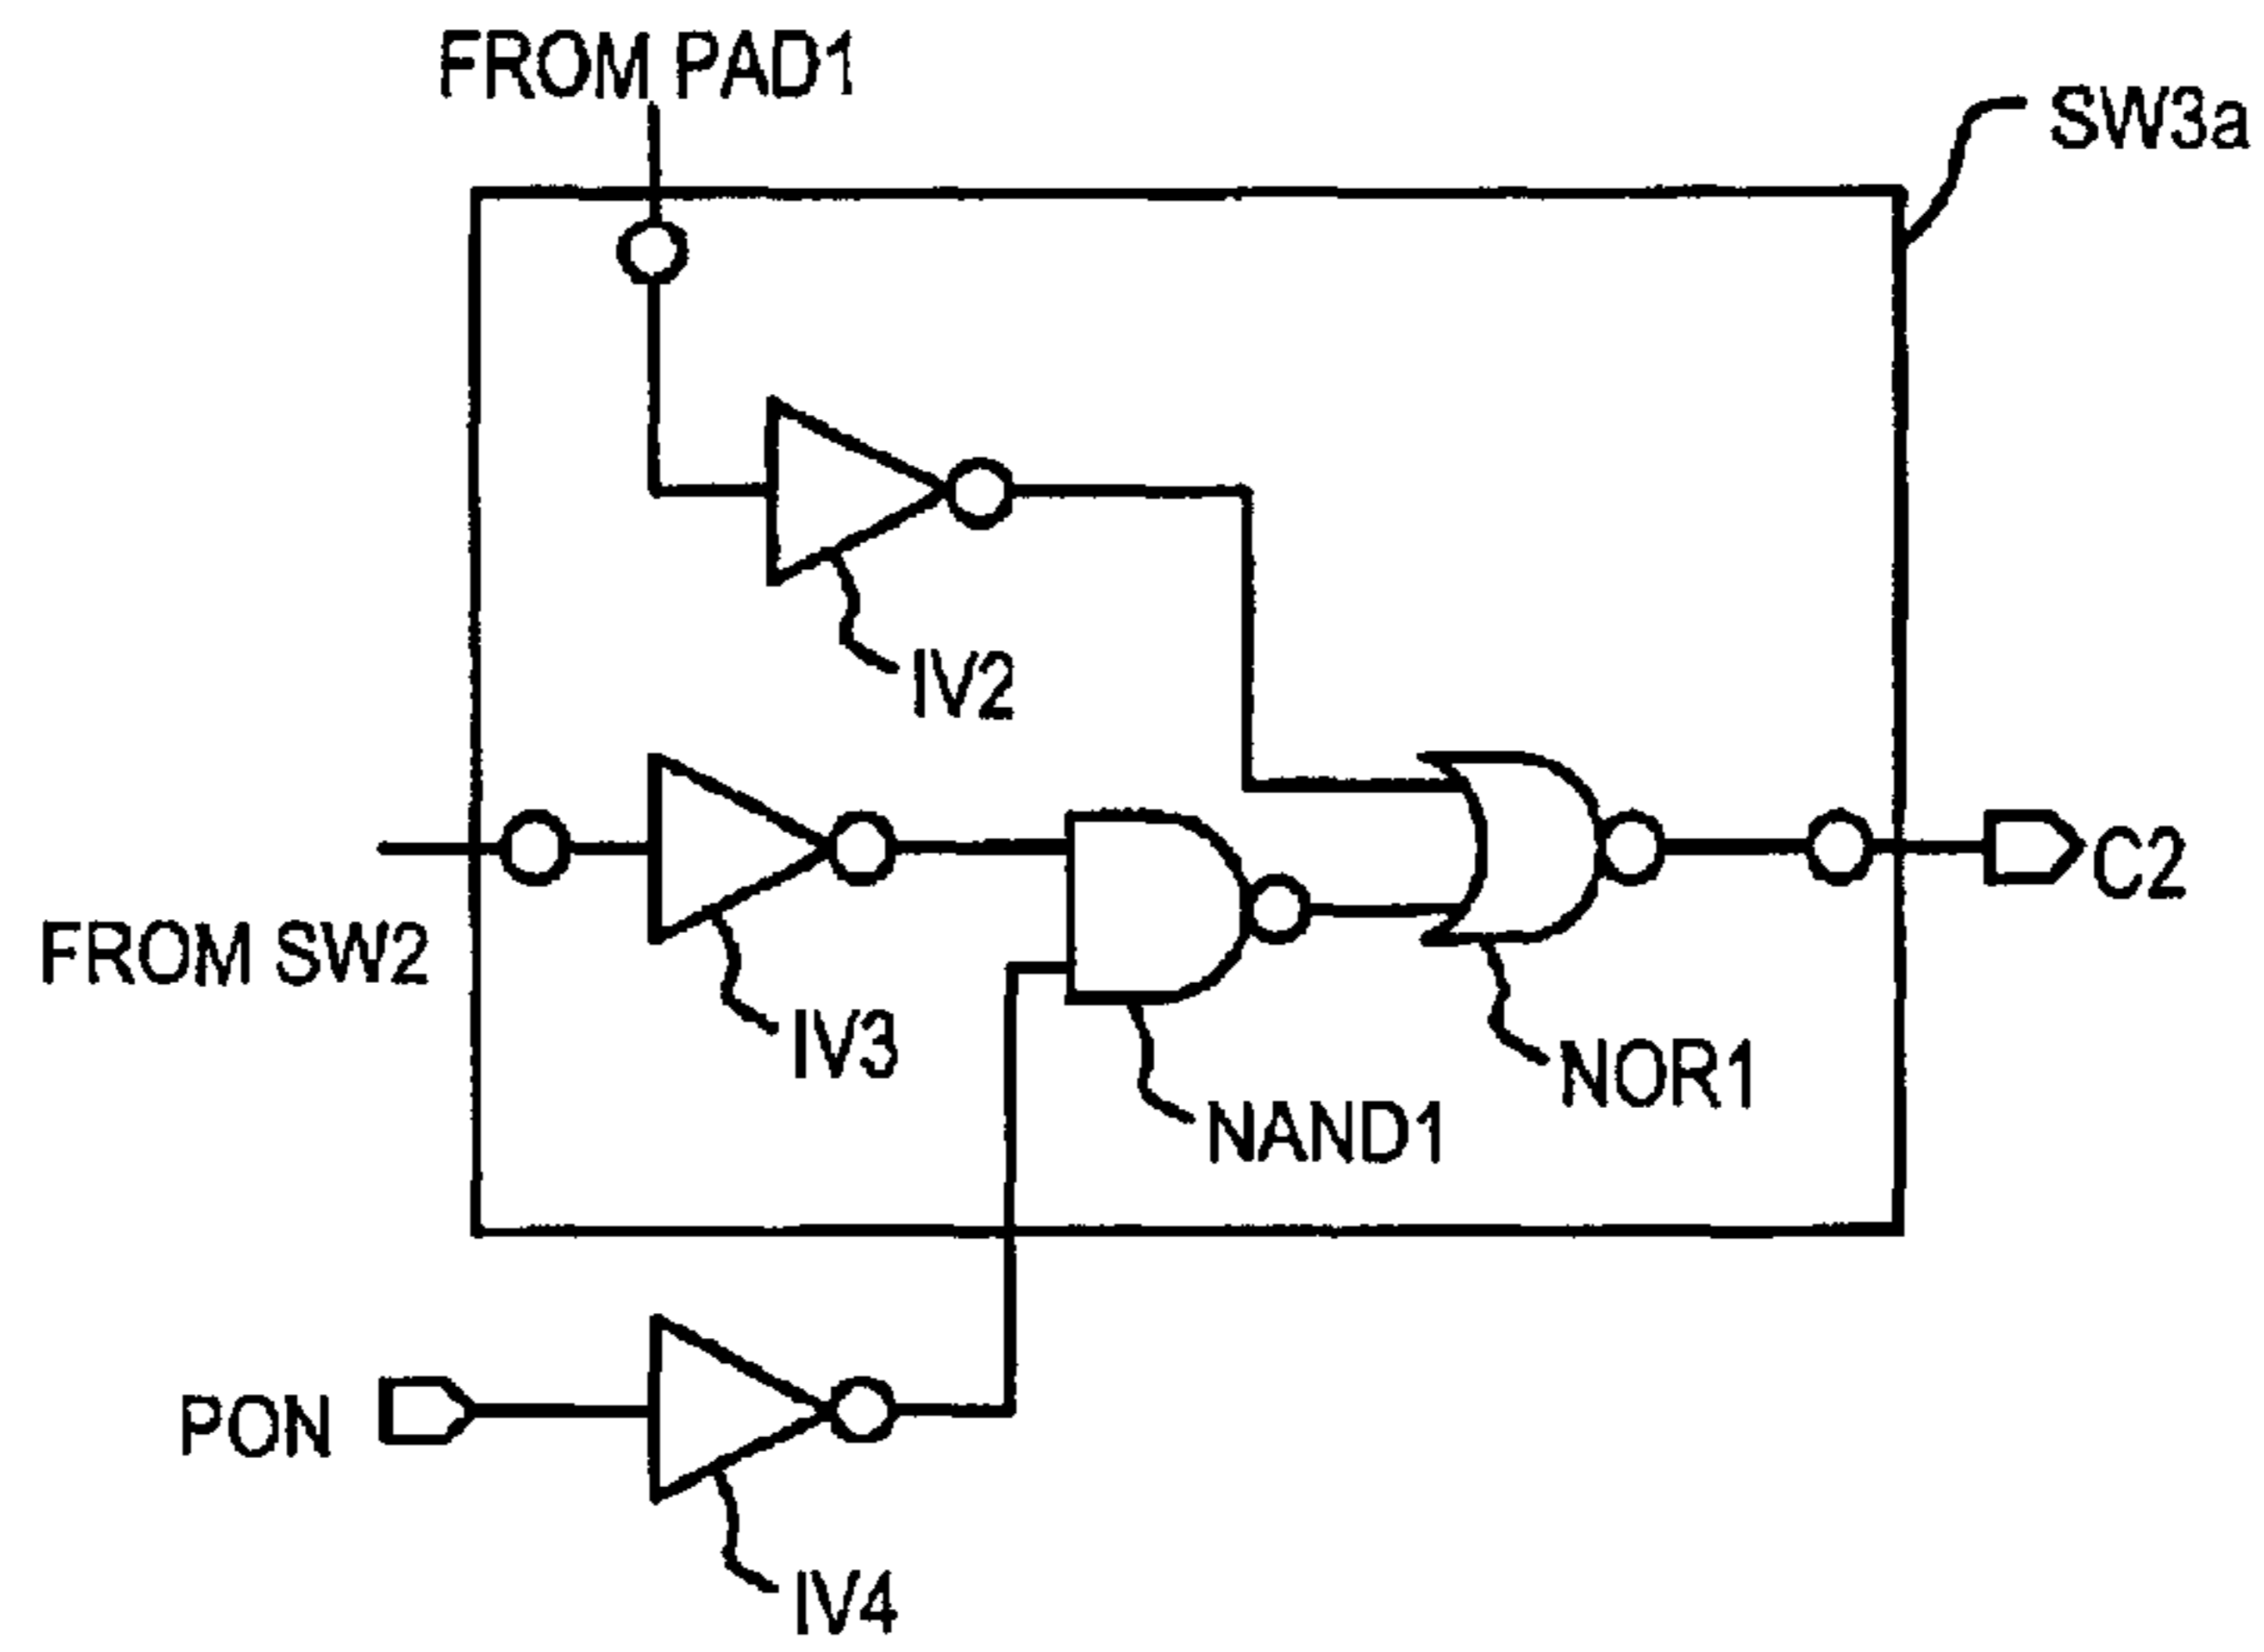 FROM PAD1
SW3a
IV2
C2
FROM SW2
IV3
NOR1
NAND1
PON
IV4